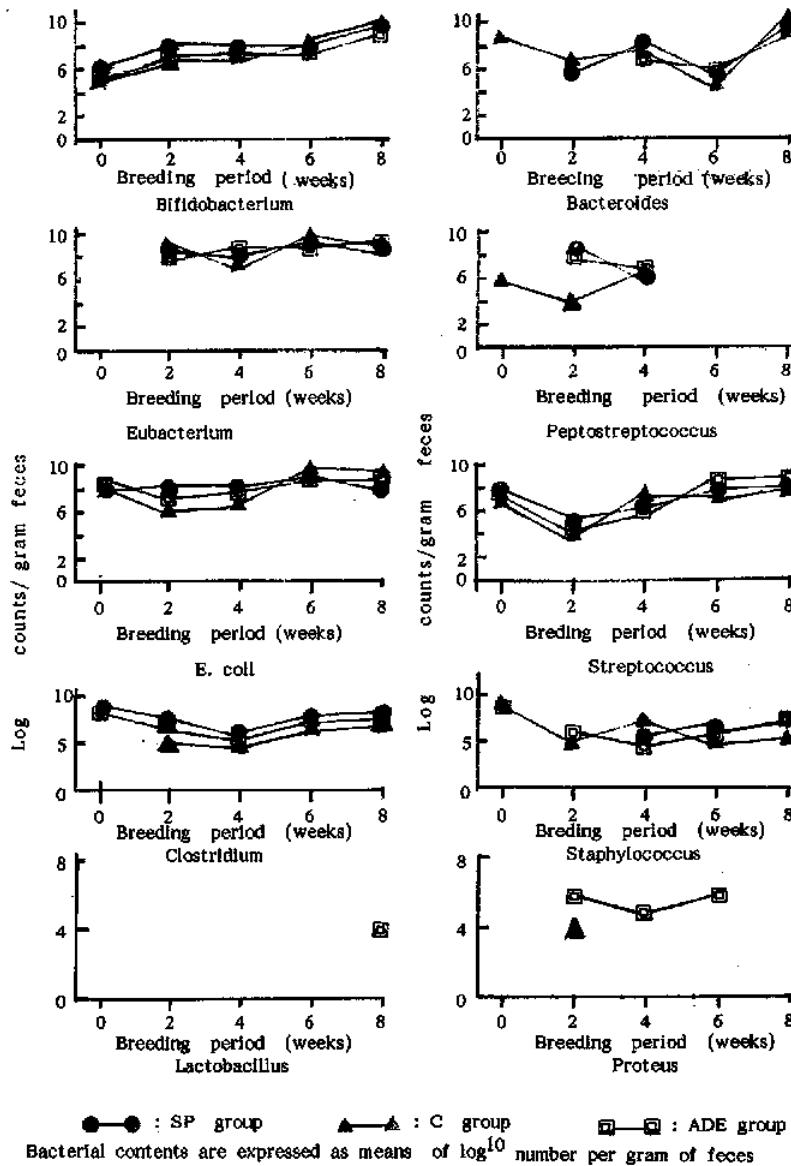 10
8
6
4
2
0
0 2 4 6 8
Breeding period ( weeks)
Bifidobacterium
10
8
6
4
2
0
0 2 4 6 8
Breecing period (weeks)
Bacteroides
10
8
6
2
0
0 2 4 6 8
Breeding period (weeks)
Eubacterium
10
8
6
2
0
0 2 4 6 8
Breeding period (weeks)
Peptostreptococcus
10
8
6
2
0
0 2 4 6 8
Breeding period (weeks)
E. coli
10
8
6
2
0
0 2 4 6 8
Breding period (weeks)
Streptococcus
Log counts/ gram feces
Log counts/gram feces
10
5
0
0 2 4 6 8
Breeding period (weeks)
Clostridium
10
5
0
0 2 4 6 8
Breding period (weeks)
Staphylococcus
8
4
0
0 2 4 6 8
Breeding period (weeks)
Lactobacillus
8
4
0
0 2 4 6 8
Breeding period (weeks)
Proteus
: SP group : C group : ADE group
Bacterial contents are expressed as means of log10 number per gram of feces